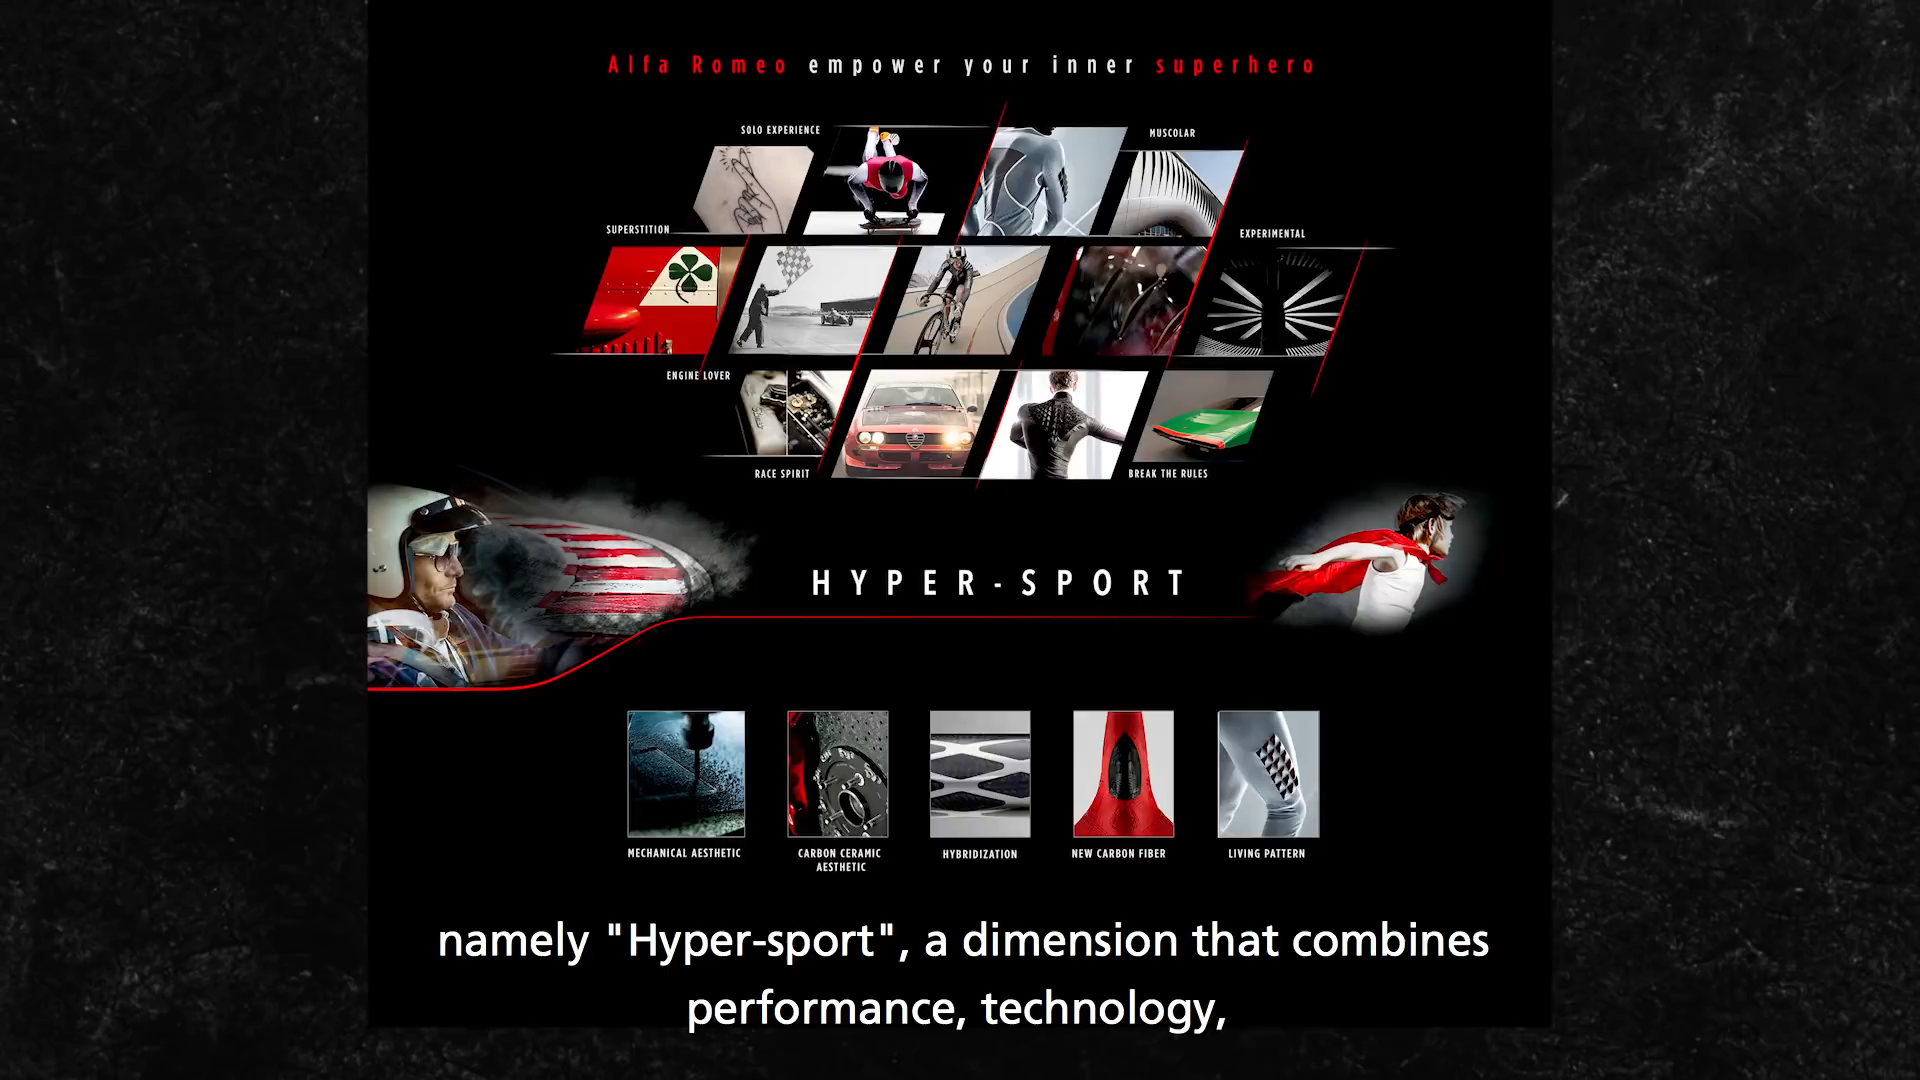 Alfa Romeo empower your inner superhero
SOLO EXPERIENCE
MUSCOLAR
SUPERSTITION
EXPERIMENTAL
ENGINE LOVER
RACE SPIRIT
BREAK THE RULES
HYPER-SPORT
MECHANICAL AESTHETIC
CARBON CERAMIC
AESTHETIC
HYBRIDIZATION
NEW CARBON FIBER
LIVING PATTERN
namely "Hyper-sport", a dimension that combines
performance, technology,